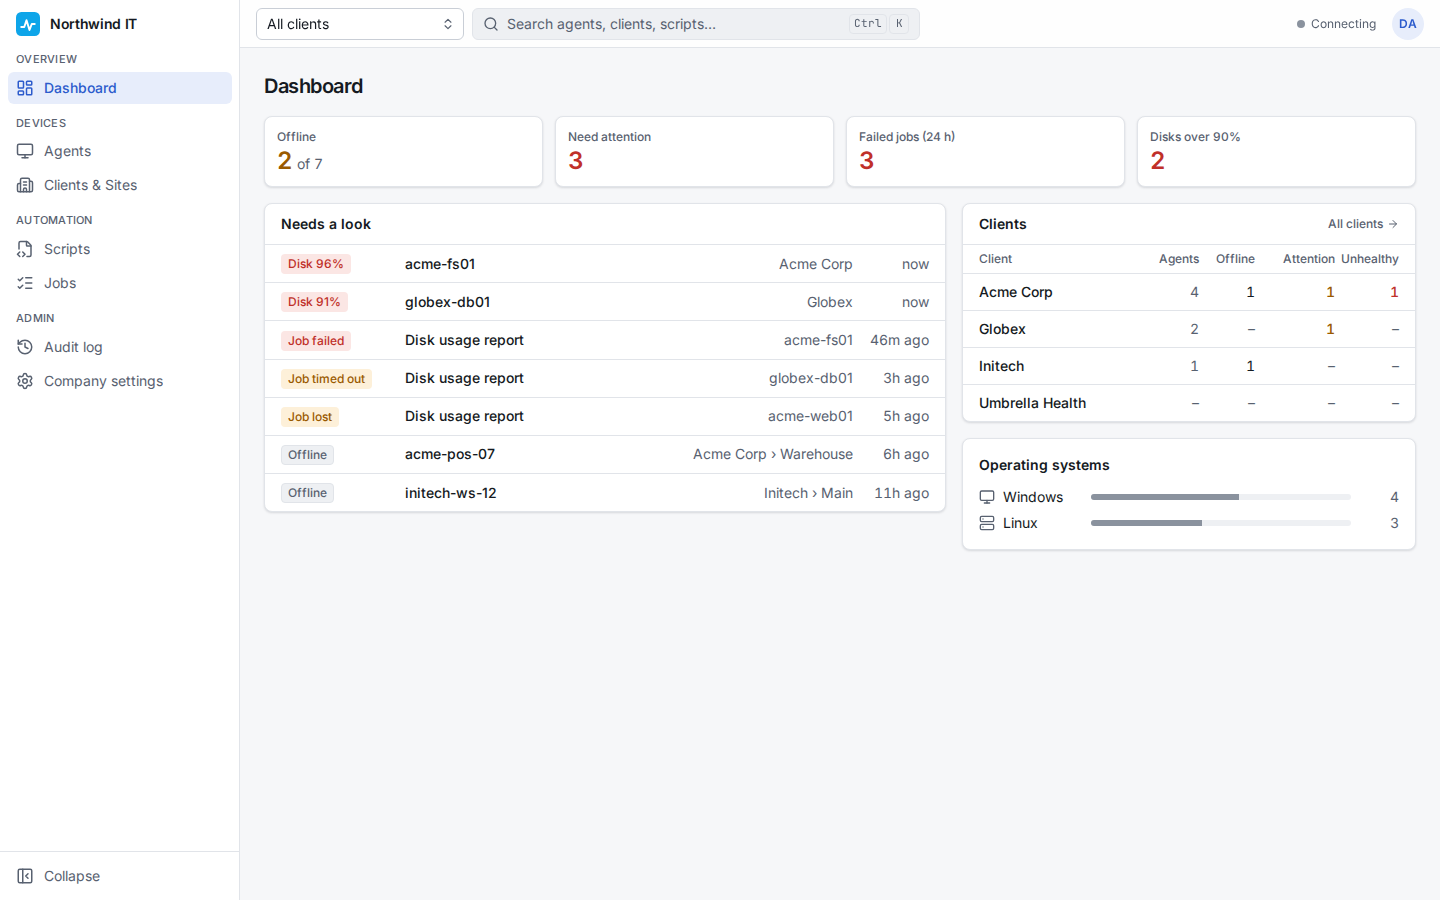 Northwind IT
OVERVIEW
Dashboard
DEVICES
Agents
Clients & Sites
AUTOMATION
Scripts
Jobs
ADMIN
Audit log
Company settings
Collapse
All clients
Search agents, clients, scripts... Ctrl K
Connecting
DA
Dashboard
Offline
2 of 7
Need attention
3
Failed jobs (24 h)
3
Disks over 90%
2
Needs a look
Disk 96% acme-fs01 Acme Corp now
Disk 91% globex-db01 Globex now
Job failed Disk usage report acme-fs01 46m ago
Job timed out Disk usage report globex-db01 3h ago
Job lost Disk usage report acme-web01 5h ago
Offline acme-pos-07 Acme Corp › Warehouse 6h ago
Offline initech-ws-12 Initech › Main 11h ago
Clients All clients →
Client Agents Offline Attention Unhealthy
Acme Corp 4 1 1 1
Globex 2 – 1 –
Initech 1 1 – –
Umbrella Health – – – –
Operating systems
Windows 4
Linux 3